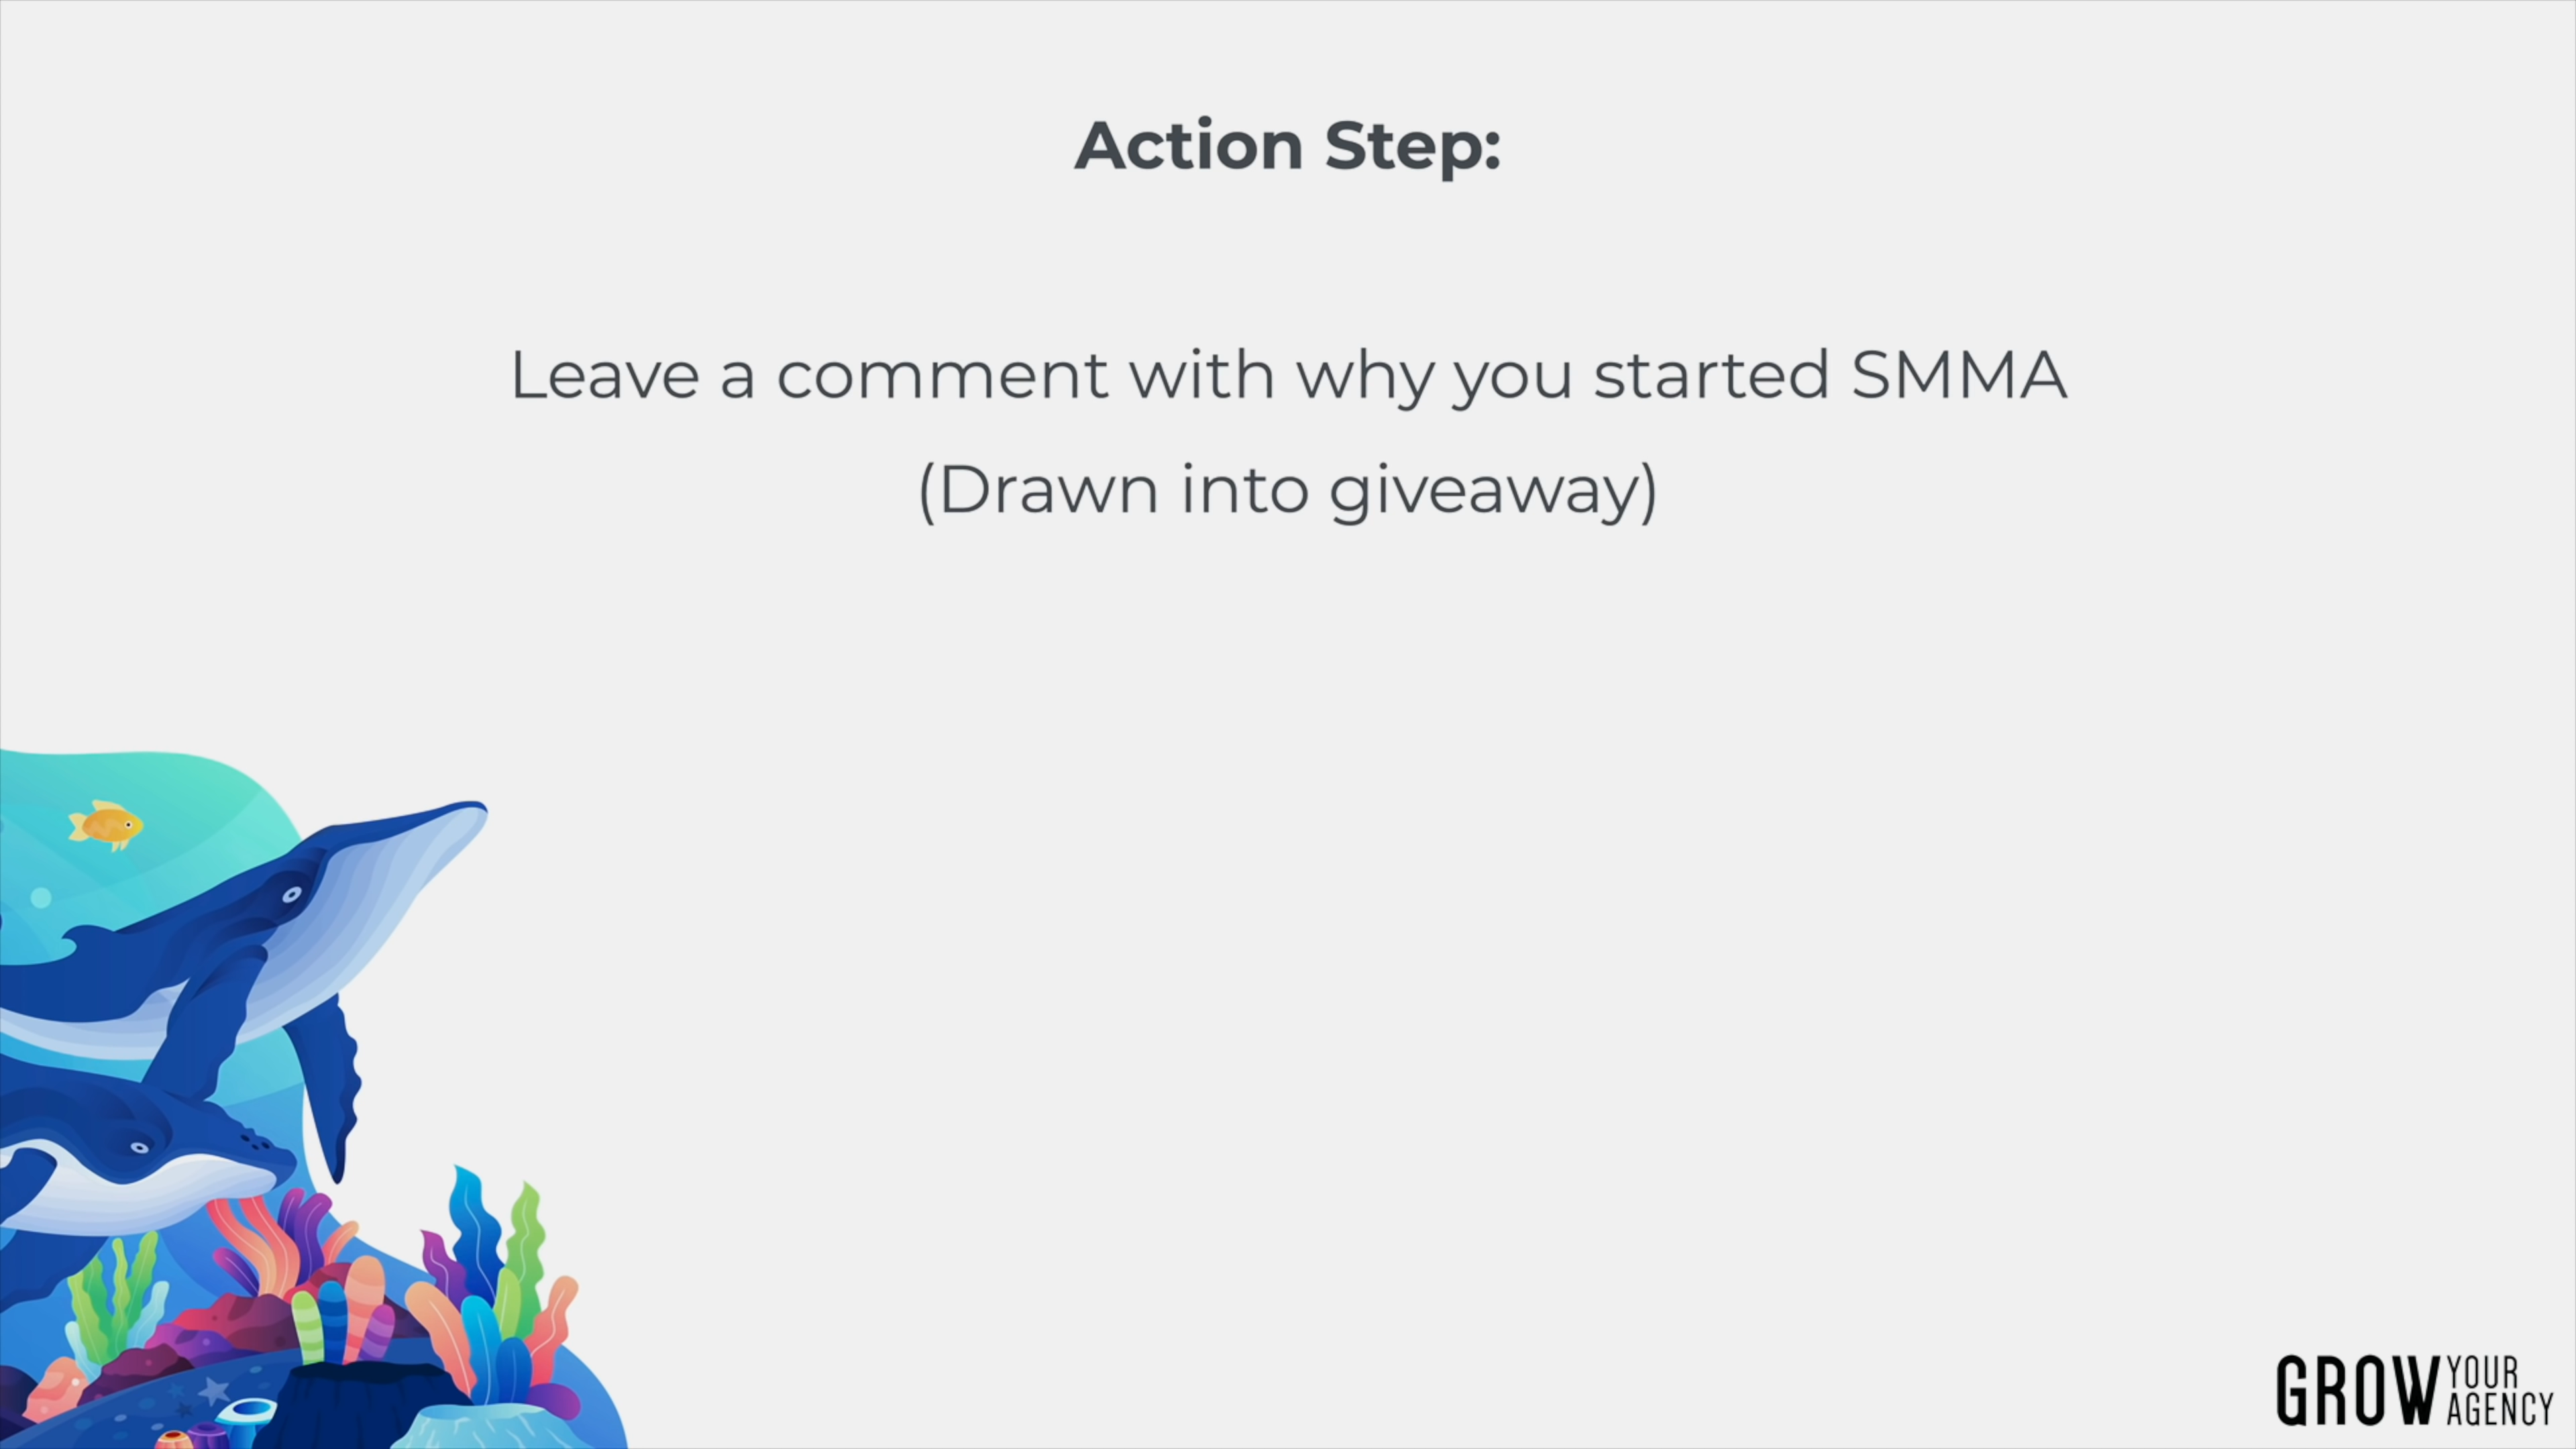 Action Step:
Leave a comment with why you started SMMA
(Drawn into giveaway)
GROW YOUR
AGENCY